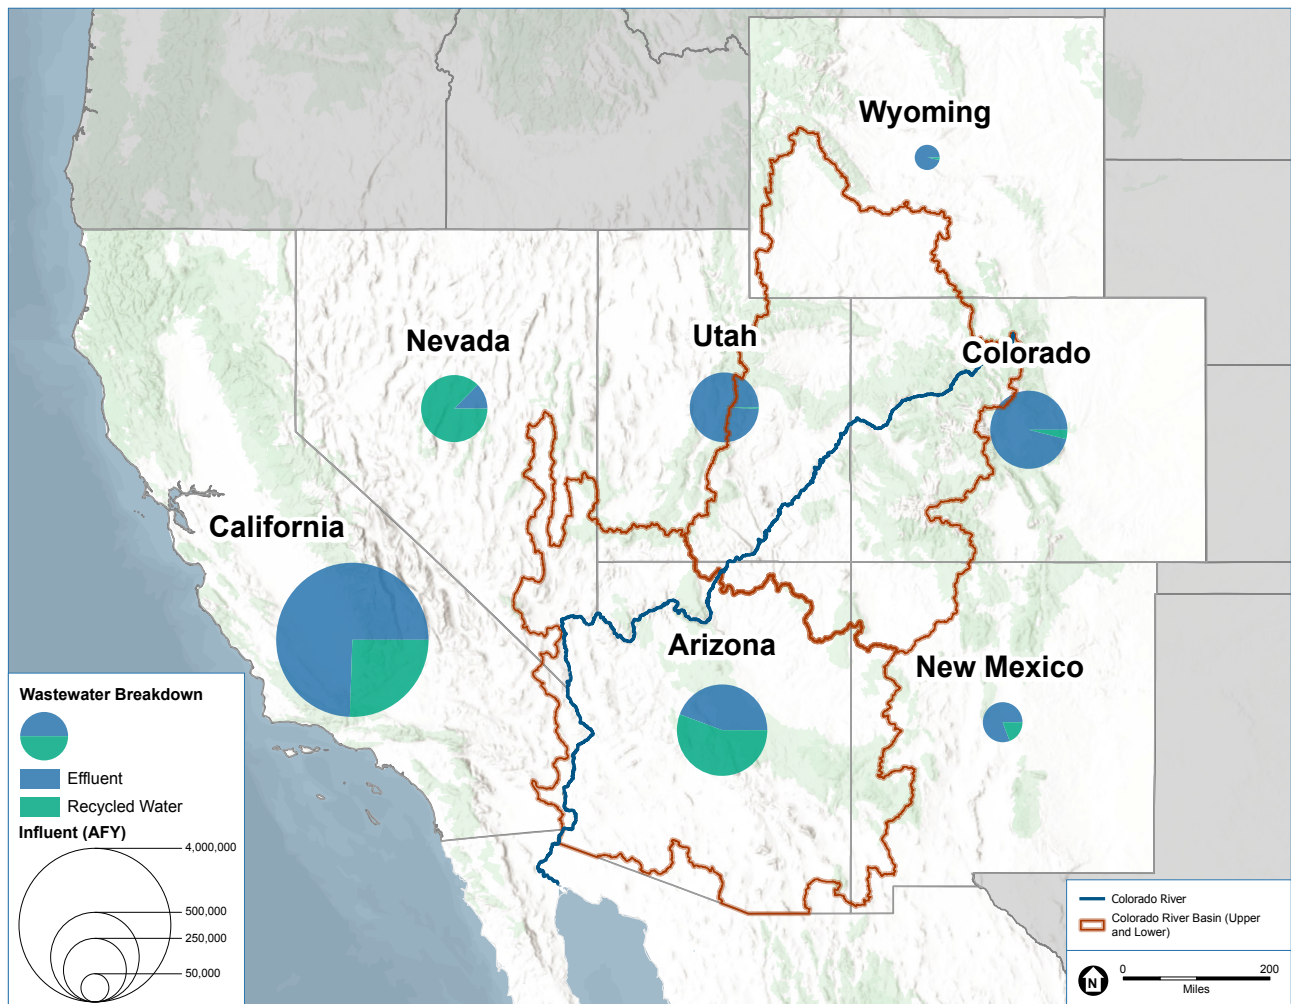 Wyoming
Nevada
Utah
Colorado
California
Arizona
New Mexico
Wastewater Breakdown
Effluent
Recycled Water
Influent (AFY)
4,000,000
500,000
250,000
50,000
Colorado River
Colorado River Basin (Upper
and Lower)
N
0
200
Miles